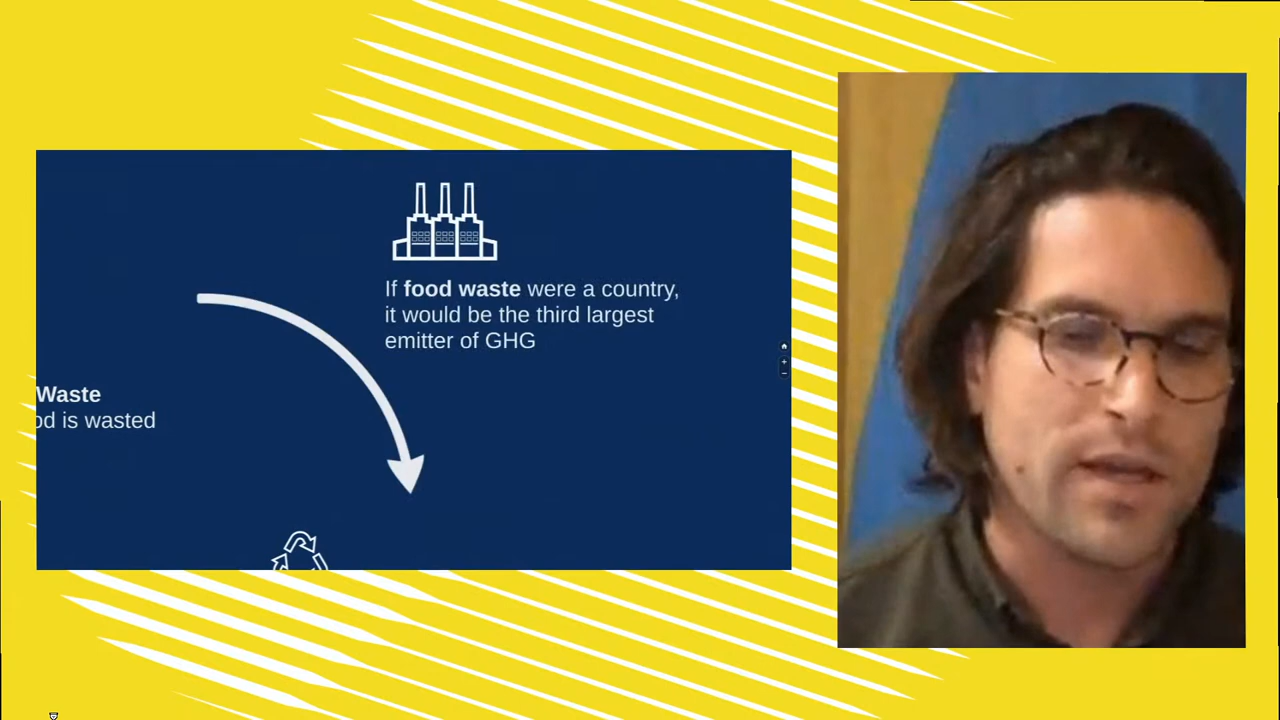 If food waste were a country,
it would be the third largest
emitter of GHG
Waste
od is wasted